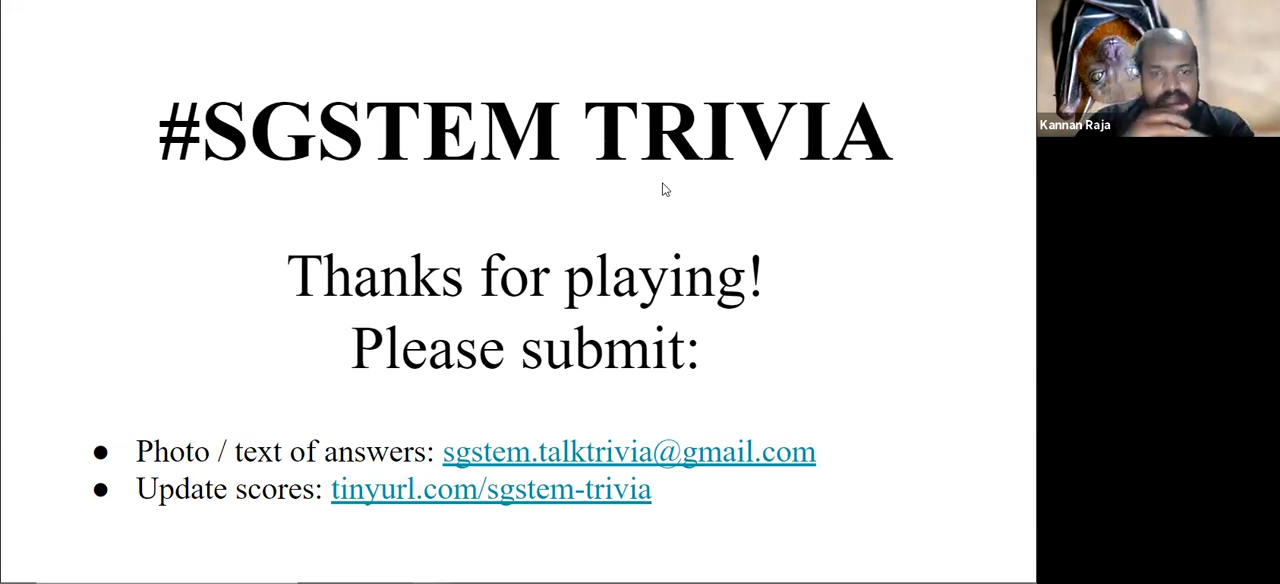 #SGSTEM TRIVIA
Thanks for playing!
Please submit:
● Photo / text of answers: sgstem.talktrivia@gmail.com
● Update scores: tinyurl.com/sgstem-trivia
Kannan Raja